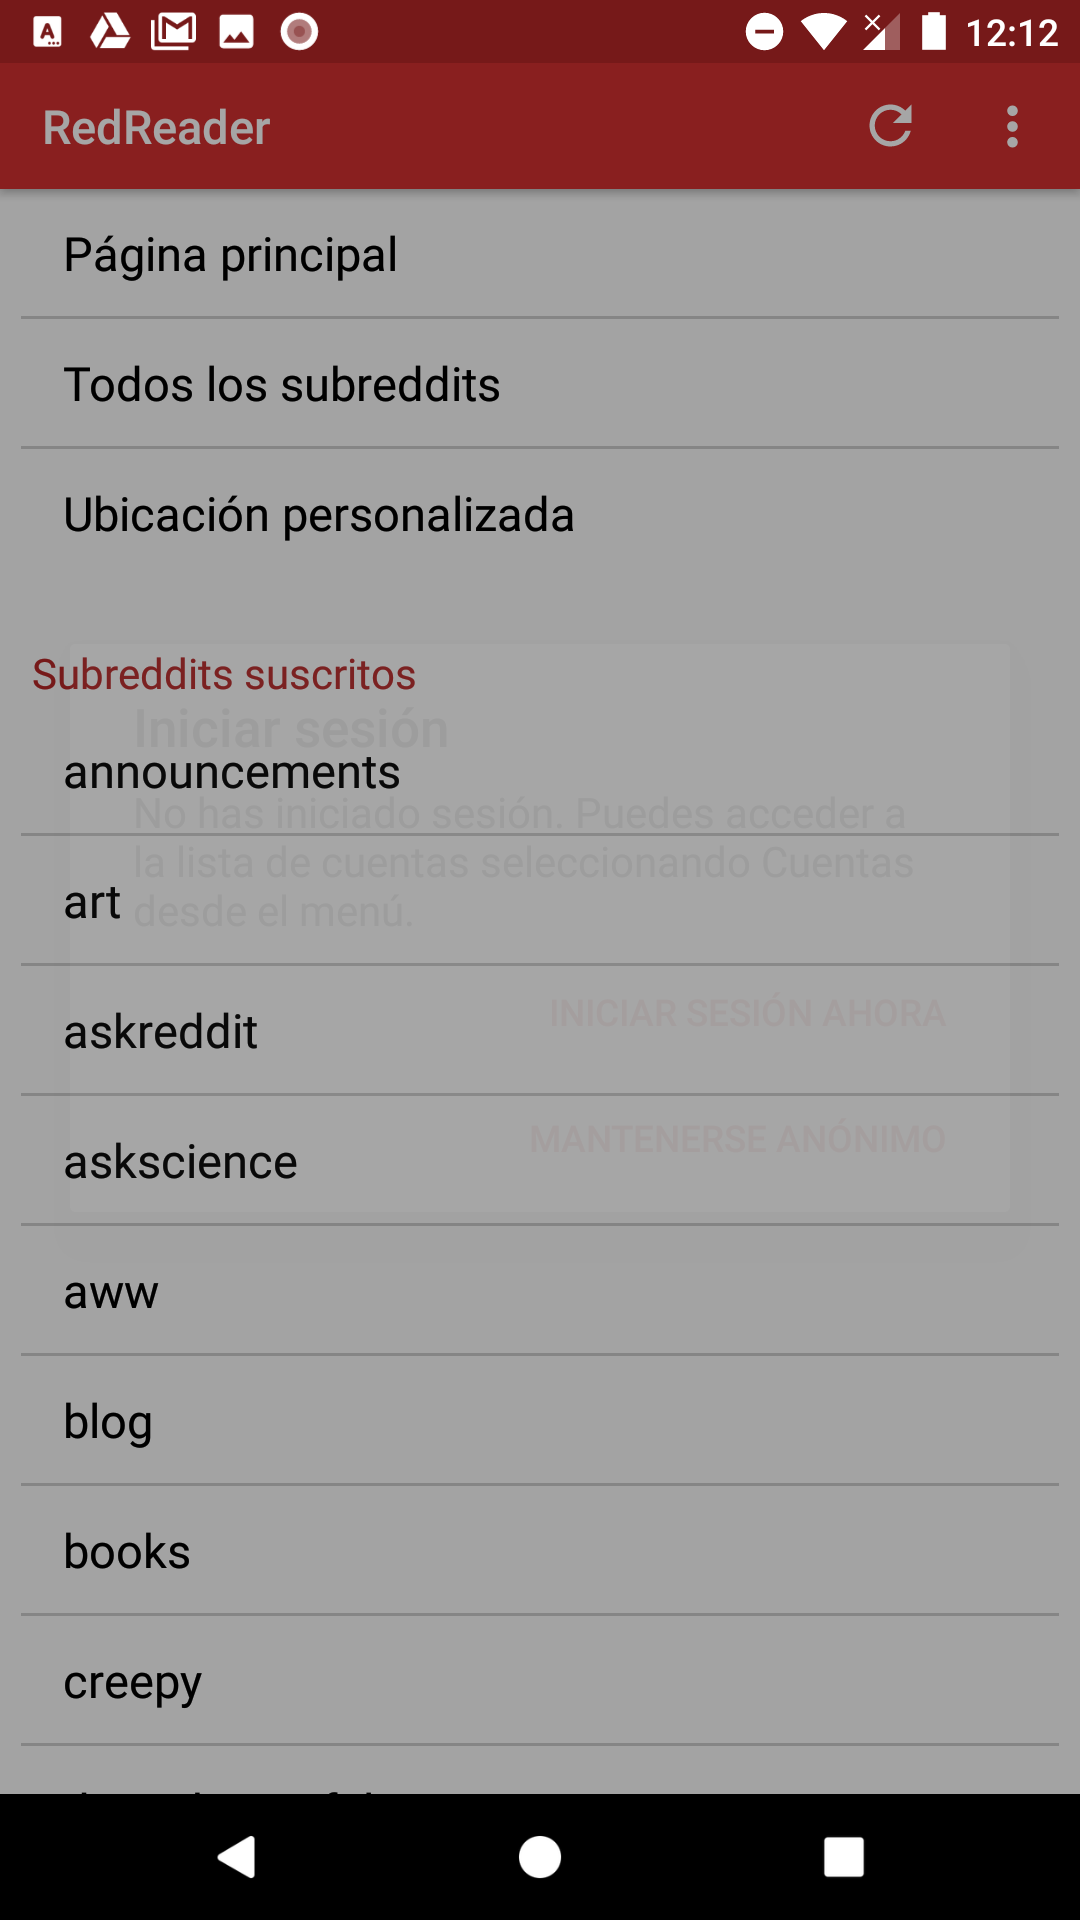 12:12
RedReader
Página principal
Todos los subreddits
Ubicación personalizada
Subreddits suscritos
Iniciar sesión
announcements
No has iniciado sesión. Puedes acceder a
la lista de cuentas seleccionando Cuentas
desde el menú.
art
INICIAR SESIÓN AHORA
askreddit
MANTENERSE ANÓNIMO
askscience
aww
blog
books
creepy